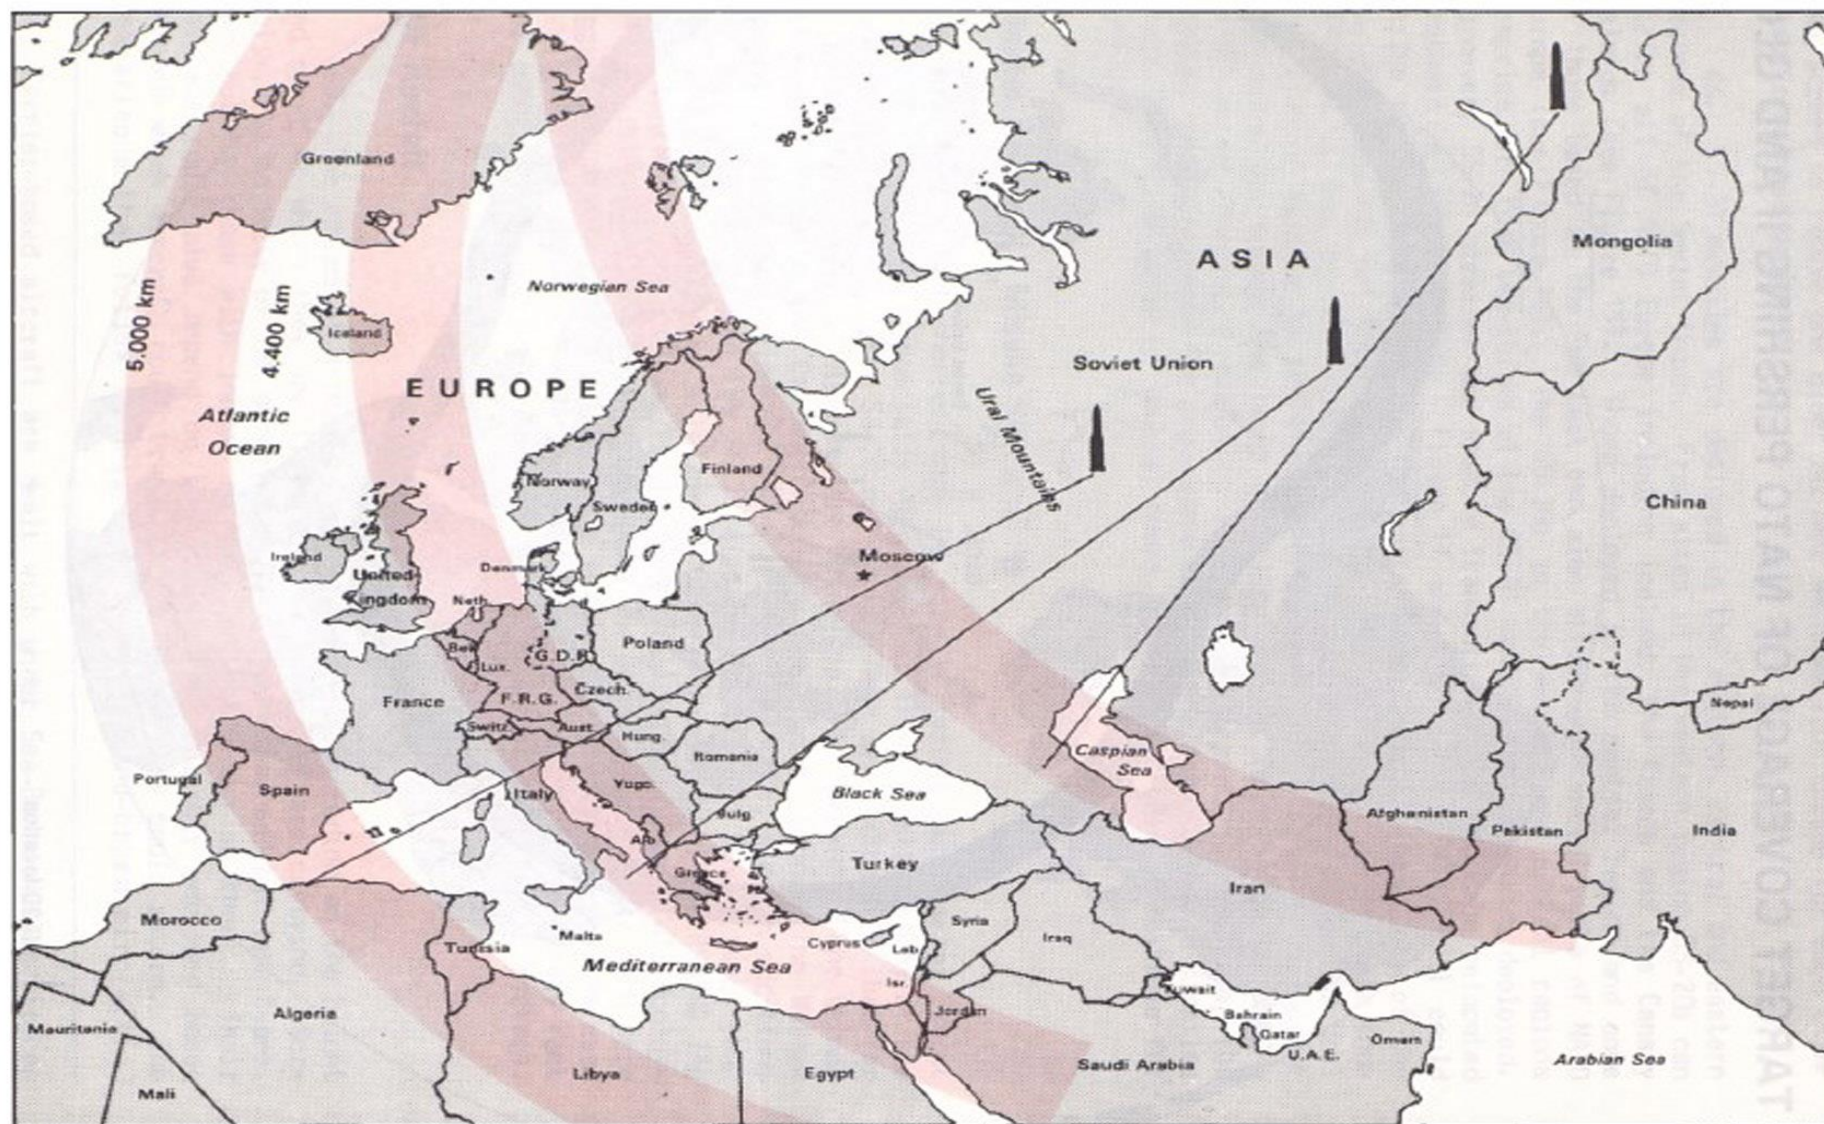 Greenland
ASIA
Mongolia
Norwegian Sea
5.000 km
4.400 km
Iceland
Soviet Union
EUROPE
Ural Mountains
Atlantic
Ocean
Finland
Norway
Sweden
China
Moscow
Ireland
United
Kingdom
Denmark
Neth.
Poland
Bel.
Lux.
G.D.R.
Czech.
France
F.R.G.
Switz.
Aust.
Hung.
Romania
Nepal
Caspian
Sea
Portugal
Spain
Italy
Yugo.
Black Sea
Bulg.
Afghanistan
Pakistan
India
Alb.
Greece
Turkey
Iran
Morocco
Tunisia
Malta
Cyprus
Syria
Iraq
Leb.
Mediterranean Sea
Isr.
Kuwait
Jordan
Algeria
Mauritania
Bahrain
Qatar
U.A.E.
Oman
Arabian Sea
Mali
Libya
Egypt
Saudi Arabia